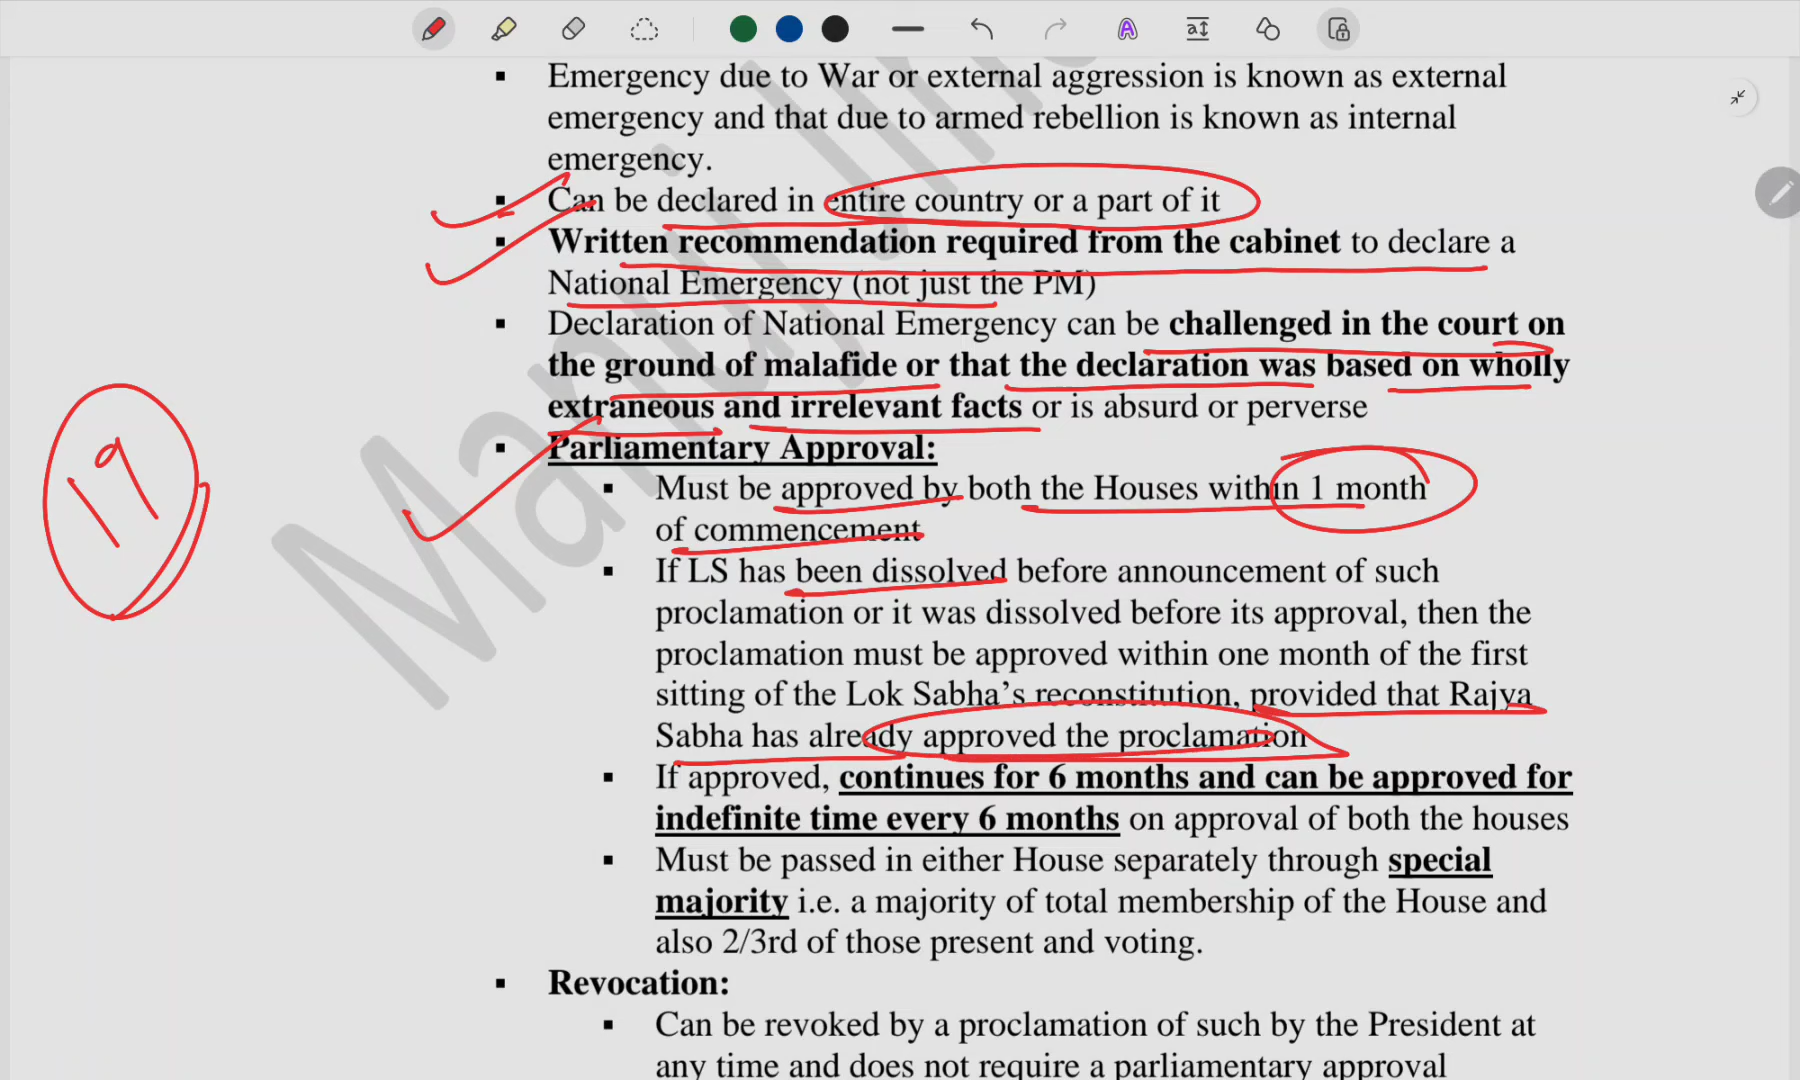 ▪ Emergency due to War or external aggression is known as external
emergency and that due to armed rebellion is known as internal
emergency.
▪ Can be declared in entire country or a part of it
▪ Written recommendation required from the cabinet to declare a
National Emergency (not just the PM)
▪ Declaration of National Emergency can be challenged in the court on
the ground of malafide or that the declaration was based on wholly
extraneous and irrelevant facts or is absurd or perverse
▪ Parliamentary Approval:
▪ Must be approved by both the Houses within 1 month
of commencement
▪ If LS has been dissolved before announcement of such
proclamation or it was dissolved before its approval, then the
proclamation must be approved within one month of the first
sitting of the Lok Sabha’s reconstitution, provided that Rajya
Sabha has already approved the proclamation
▪ If approved, continues for 6 months and can be approved for
indefinite time every 6 months on approval of both the houses
▪ Must be passed in either House separately through special
majority i.e. a majority of total membership of the House and
also 2/3rd of those present and voting.
▪ Revocation:
▪ Can be revoked by a proclamation of such by the President at
any time and does not require a parliamentary approval
19